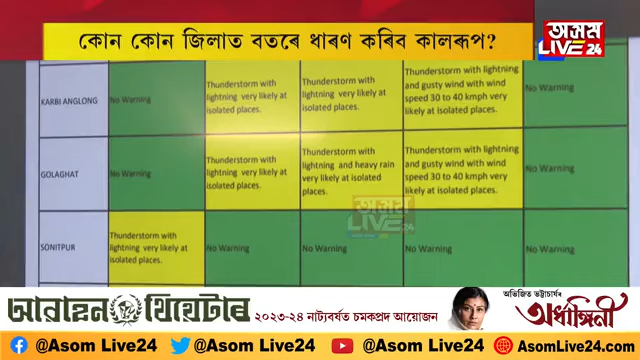 কোন কোন জিলাত বতৰে ধাৰণ কৰিব কালৰূপ?
অসম
LIVE24
KARBI ANGLONG
No Warning
Thunderstorm with
lightning very likely at
isolated places.
Thunderstorm with
lightning very likely at
isolated places.
Thunderstorm with lightning
and gusty wind with wind
speed 30 to 40 kmph very
likely at isolated places.
No Warning
GOLAGHAT
No Warning
Thunderstorm with
lightning very likely at
isolated places.
Thunderstorm with
lightning and heavy rain
very likely at isolated
places.
Thunderstorm with lightning
and gusty wind with wind
speed 30 to 40 kmph very
likely at isolated places.
No Warning
অসম
LIVE24
SONITPUR
Thunderstorm with
lightning very likely at
isolated places.
No Warning
No Warning
No Warning
No Warning
আৱাহন থিয়েটাৰ
২০২৩-২৪ নাট্যবৰ্ষত চমকপ্ৰদ আয়োজন
অভিজিত ভট্টাচাৰ্যৰ
অৰ্ধাঙ্গিনী
@Asom Live24 @AsomLive24 @Asom Live24 @Asom Live24 @AsomLive24.com